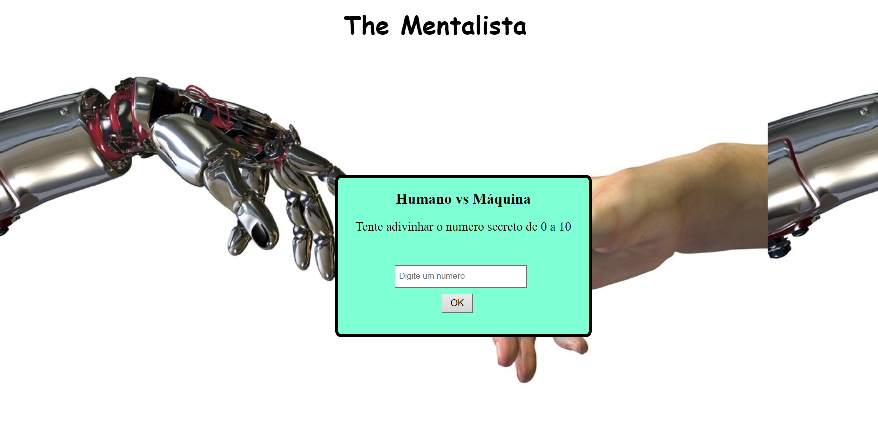 The Mentalista
Humano vs Máquina
Tente adivinhar o numero secreto de 0 a 10
Digite um numero
OK